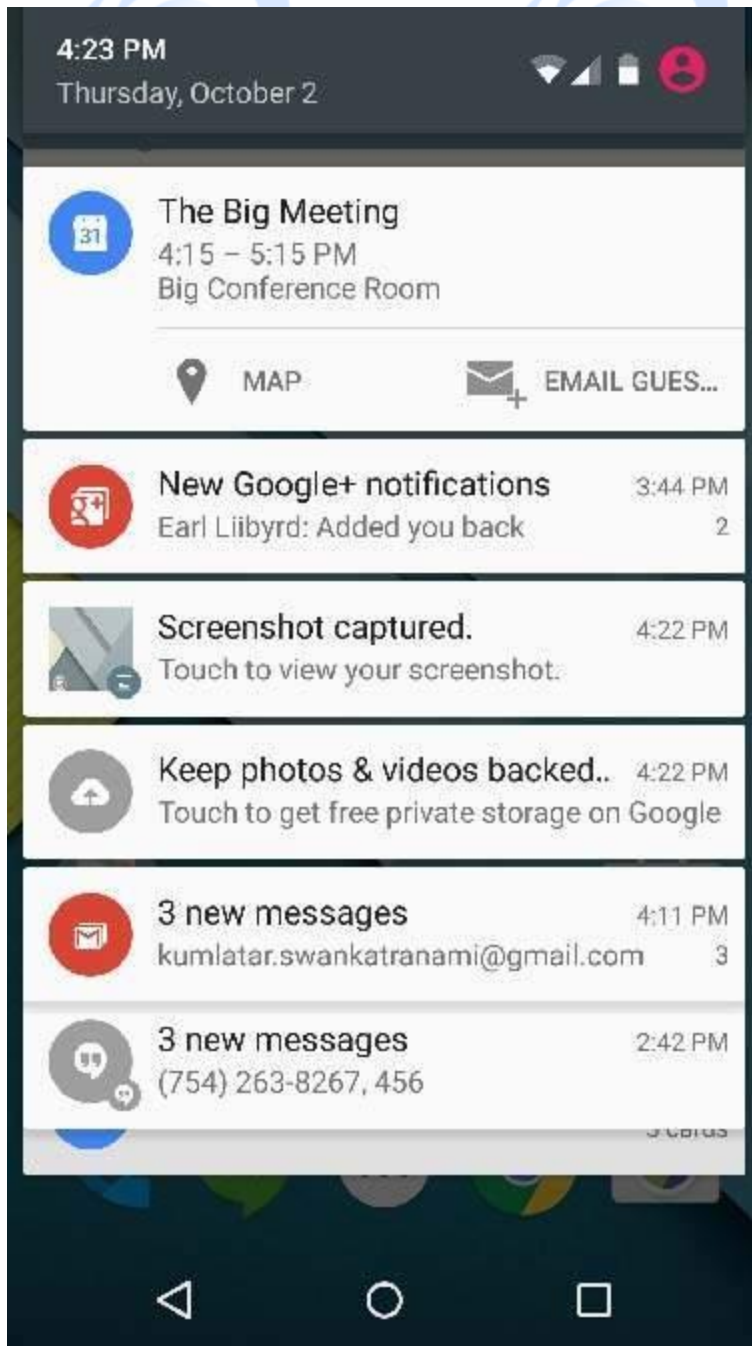 4:23 PM
Thursday, October 2
31
The Big Meeting
4:15 – 5:15 PM
Big Conference Room
MAP
EMAIL GUES...
New Google+ notifications 3:44 PM
Earl Liibyrd: Added you back 2
Screenshot captured. 4:22 PM
Touch to view your screenshot.
Keep photos & videos backed.. 4:22 PM
Touch to get free private storage on Google
3 new messages 4:11 PM
kumlatar.swankatranami@gmail.com 3
3 new messages 2:42 PM
(754) 263-8267, 456
cards